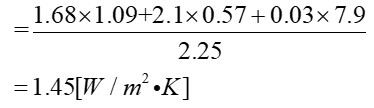 = 1.68×1.09+2.1×0.57+0.03×7.9
2.25
=1.45[W / m²•K]